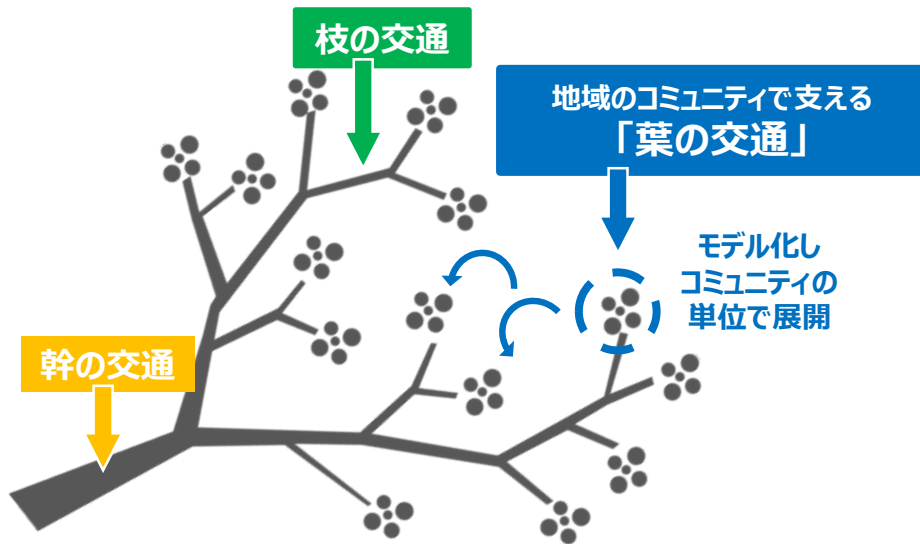 枝の交通
地域のコミュニティで支える
「葉の交通」
モデル化し
コミュニティの
単位で展開
幹の交通